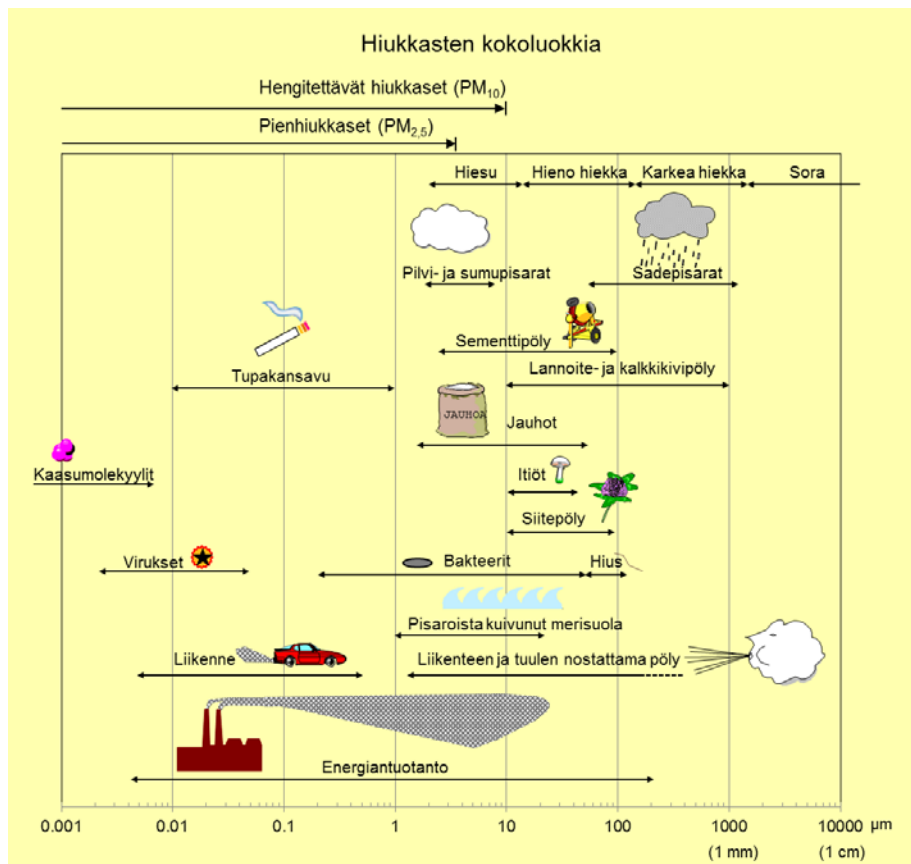 Hiukkasten kokoluokkia
Hengitettävät hiukkaset (PM₁₀)
Pienhiukkaset (PM₂,₅)
Hiesu Hieno hiekka Karkea hiekka Sora
Pilvi- ja sumupisarat Sadepisarat
Sementtipöly
Tupakansavu Lannoite- ja kalkkikivipöly
JAUHOA
Jauhot
Kaasumolekyylit Itiöt
Siitepöly
Virukset Bakteerit Hius
Pisaroista kuivunut merisuola
Liikenne Liikenteen ja tuulen nostattama pöly
Energiantuotanto
0.001 0.01 0.1 1 10 100 1000 10000 µm
(1 mm) (1 cm)